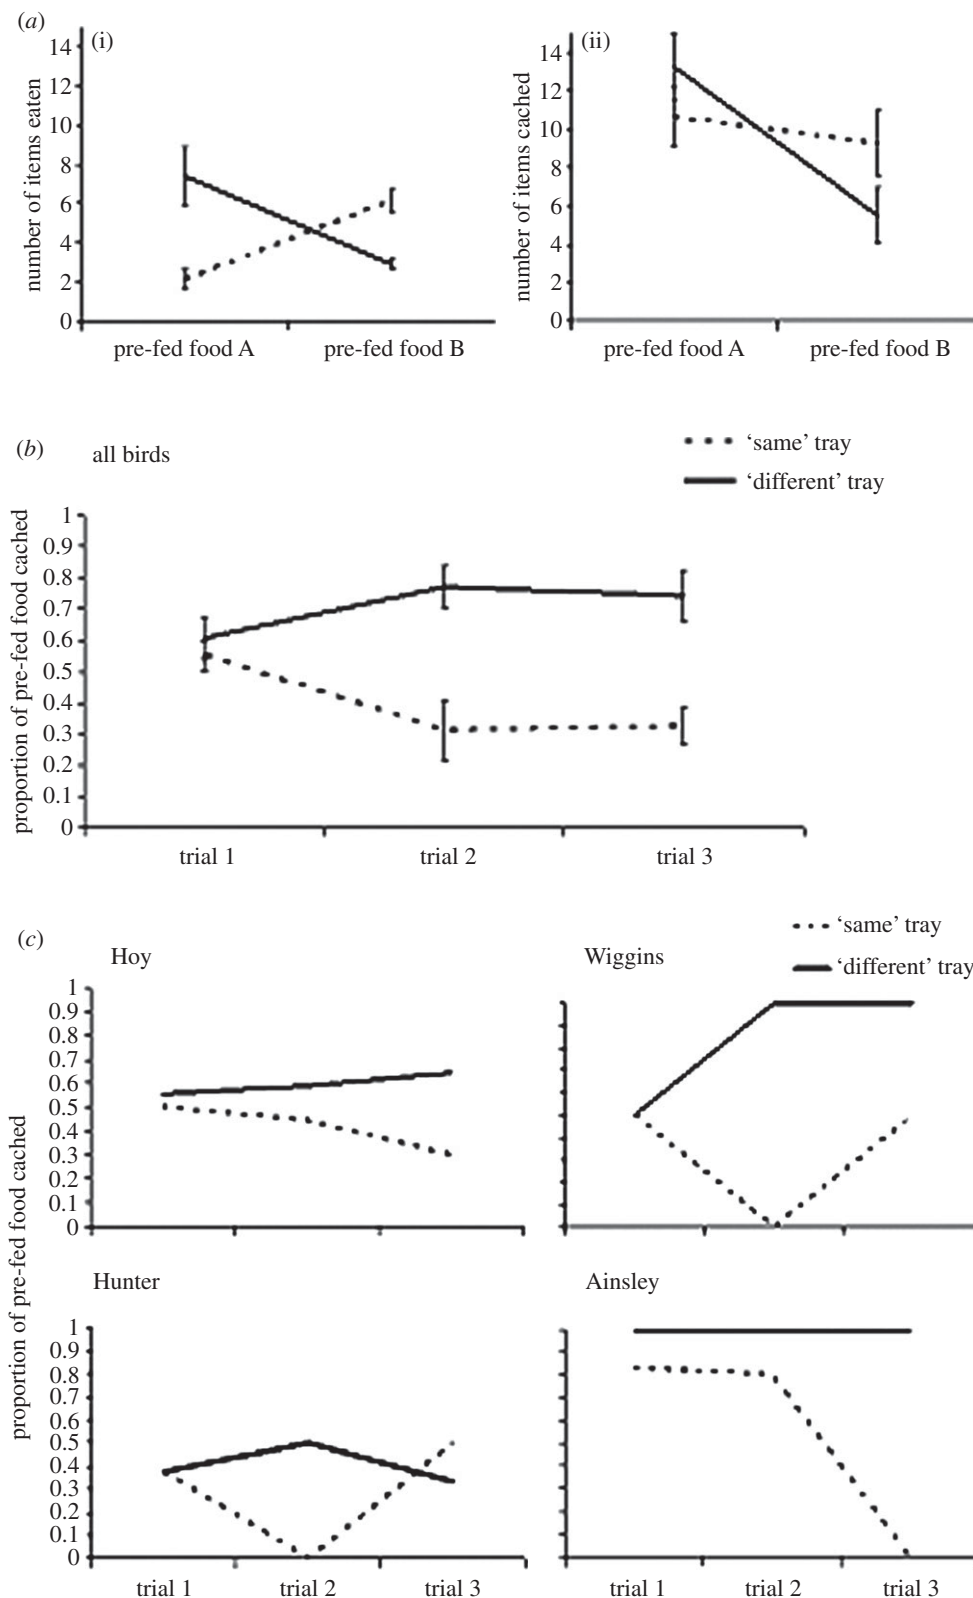 (a)
(i)
14
12
10
8
6
4
2
0
number of items eaten
pre-fed food A
pre-fed food B
(ii)
14
12
10
8
6
4
2
0
number of items cached
pre-fed food A
pre-fed food B
(b)
all birds
'same' tray
'different' tray
1
0.9
0.8
0.7
0.6
0.5
0.4
0.3
0.2
0.1
0
proportion of pre-fed food cached
trial 1
trial 2
trial 3
(c)
'same' tray
'different' tray
Hoy
1
0.9
0.8
0.7
0.6
0.5
0.4
0.3
0.2
0.1
0
Wiggins
proportion of pre-fed food cached
Hunter
1
0.9
0.8
0.7
0.6
0.5
0.4
0.3
0.2
0.1
0
trial 1
trial 2
trial 3
Ainsley
trial 1
trial 2
trial 3